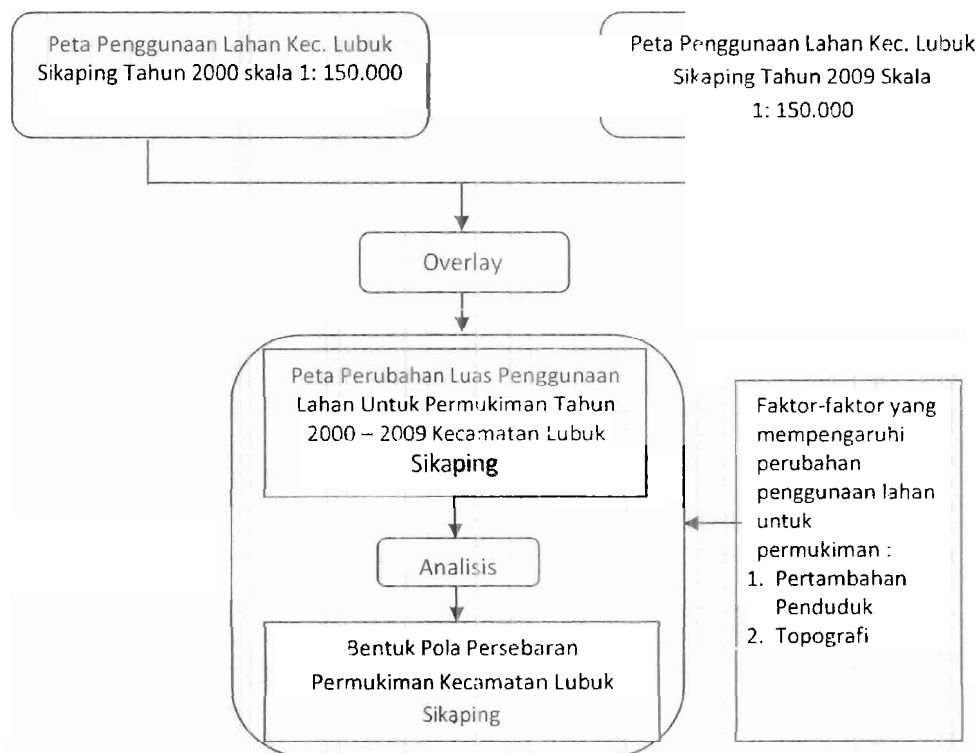 Peta Penggunaan Lahan Kec. Lubuk
Sikaping Tahun 2000 skala 1: 150.000
Peta Penggunaan Lahan Kec. Lubuk
Sikaping Tahun 2009 Skala
1: 150.000
Overlay
Peta Perubahan Luas Penggunaan
Lahan Untuk Permukiman Tahun
2000 – 2009 Kecamatan Lubuk
Sikaping
Analisis
Bentuk Pola Persebaran
Permukiman Kecamatan Lubuk
Sikaping
Faktor-faktor yang
mempengaruhi
perubahan
penggunaan lahan
untuk
permukiman :
1. Pertambahan
Penduduk
2. Topografi